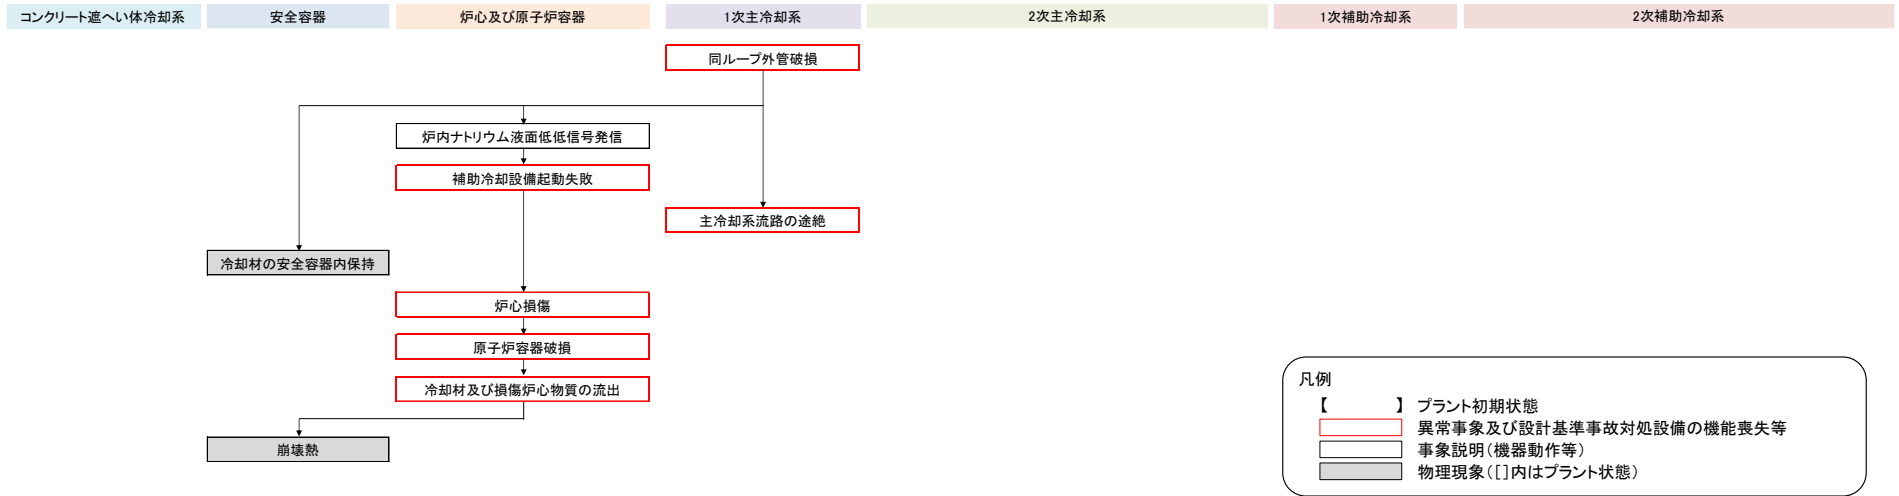 コンクリート遮へい体冷却系
安全容器
炉心及び原子炉容器
1次主冷却系
2次主冷却系
1次補助冷却系
2次補助冷却系
同ループ外管破損
炉内ナトリウム液面低低信号発信
補助冷却設備起動失敗
主冷却系流路の途絶
冷却材の安全容器内保持
炉心損傷
原子炉容器破損
冷却材及び損傷炉心物質の流出
崩壊熱
凡例
【 】 プラント初期状態
異常事象及び設計基準事故対処設備の機能喪失等
事象説明(機器動作等)
物理現象([]内はプラント状態)